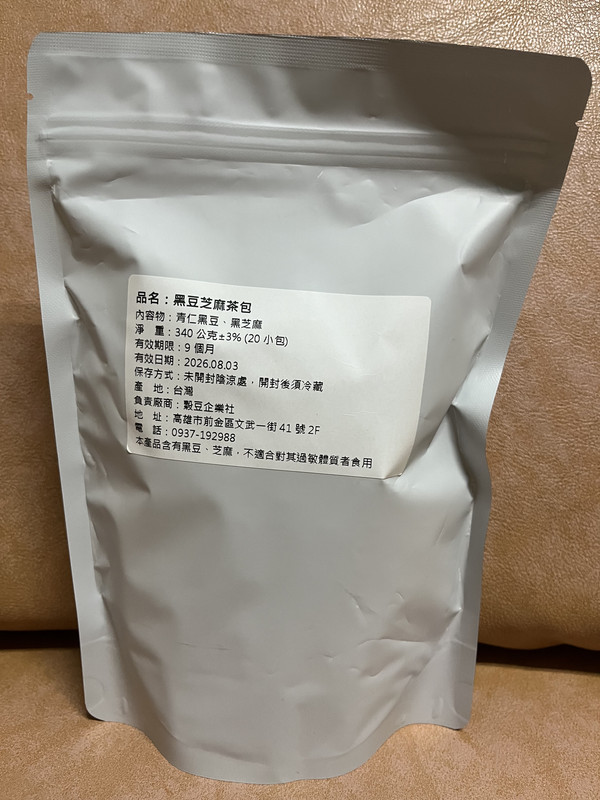 品名：黑豆芝麻茶包
內容物：青仁黑豆、黑芝麻
淨　重：340 公克±3% (20 小包)
有效期限：9 個月
有效日期：2026.08.03
保存方式：未開封陰涼處，開封後須冷藏
產　地：台灣
負責廠商：穀豆企業社
地　址：高雄市前金區文武一街 41 號 2F
電　話：0937-192988
本產品含有黑豆、芝麻，不適合對其過敏體質者食用